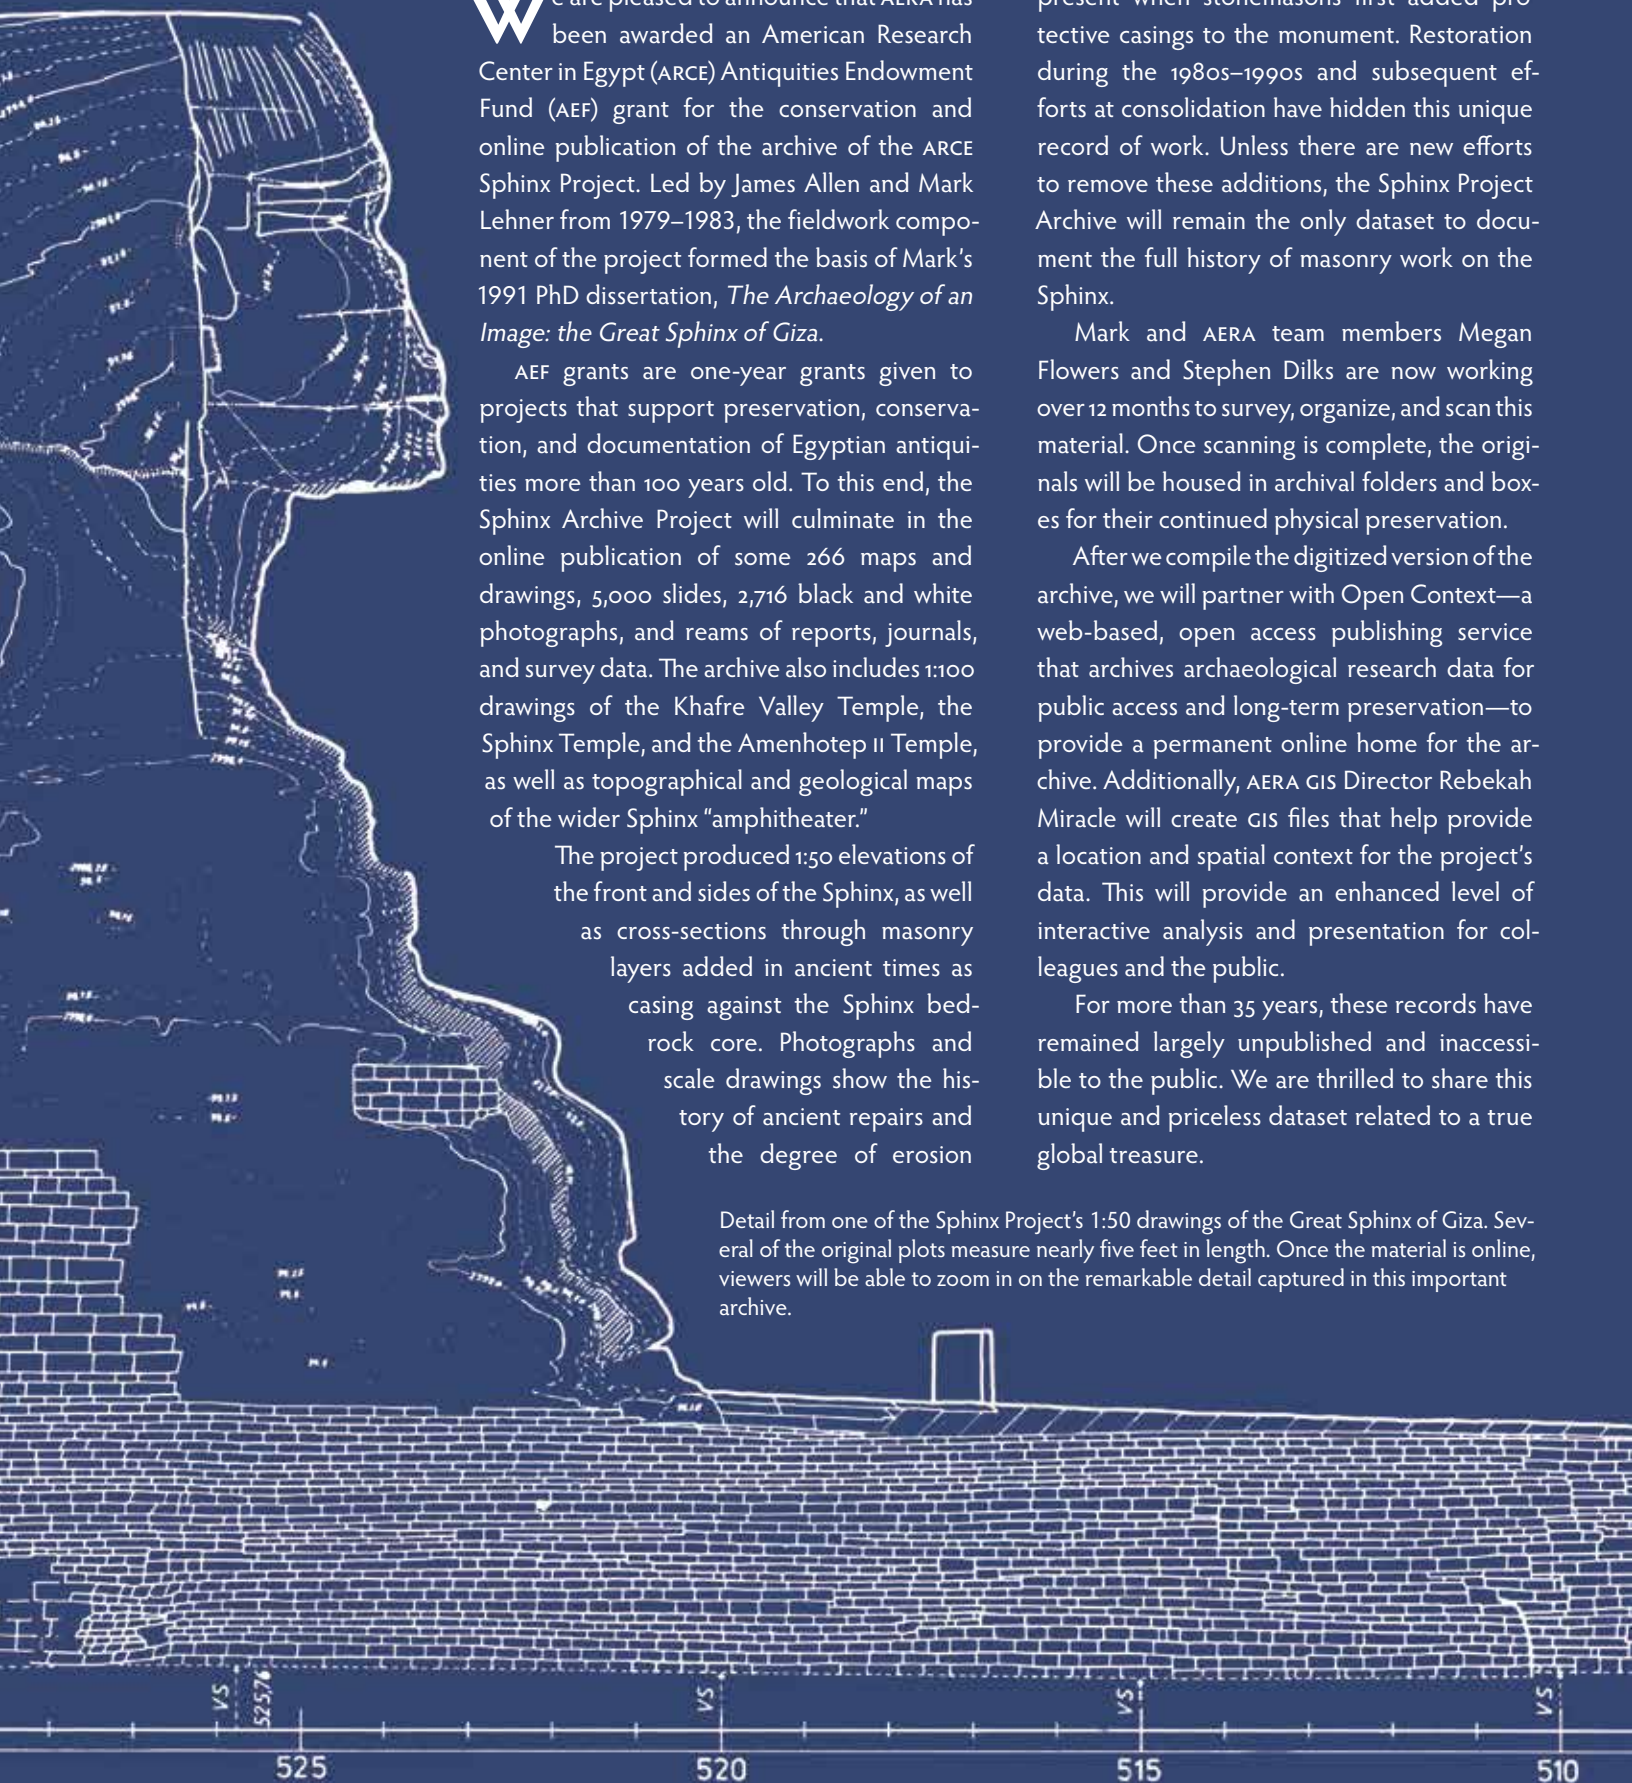 W
e are pleased to announce that AERA has
been awarded an American Research
Center in Egypt (ARCE) Antiquities Endowment
Fund (AEF) grant for the conservation and
online publication of the archive of the ARCE
Sphinx Project. Led by James Allen and Mark
Lehner from 1979–1983, the fieldwork compo-
nent of the project formed the basis of Mark's
1991 PhD dissertation, The Archaeology of an
Image: the Great Sphinx of Giza.
AEF grants are one-year grants given to
projects that support preservation, conserva-
tion, and documentation of Egyptian antiqui-
ties more than 100 years old. To this end, the
Sphinx Archive Project will culminate in the
online publication of some 266 maps and
drawings, 5,000 slides, 2,716 black and white
photographs, and reams of reports, journals,
and survey data. The archive also includes 1:100
drawings of the Khafre Valley Temple, the
Sphinx Temple, and the Amenhotep II Temple,
as well as topographical and geological maps
of the wider Sphinx “amphitheater.”
The project produced 1:50 elevations of
the front and sides of the Sphinx, as well
as cross-sections through masonry
layers added in ancient times as
casing against the Sphinx bed-
rock core. Photographs and
scale drawings show the his-
tory of ancient repairs and
the degree of erosion
present when stonemasons first added pro-
tective casings to the monument. Restoration
during the 1980s–1990s and subsequent ef-
forts at consolidation have hidden this unique
record of work. Unless there are new efforts
to remove these additions, the Sphinx Project
Archive will remain the only dataset to docu-
ment the full history of masonry work on the
Sphinx.
Mark and AERA team members Megan
Flowers and Stephen Dilks are now working
over 12 months to survey, organize, and scan this
material. Once scanning is complete, the origi-
nals will be housed in archival folders and box-
es for their continued physical preservation.
After we compile the digitized version of the
archive, we will partner with Open Context—a
web-based, open access publishing service
that archives archaeological research data for
public access and long-term preservation—to
provide a permanent online home for the ar-
chive. Additionally, AERA GIS Director Rebekah
Miracle will create GIS files that help provide
a location and spatial context for the project's
data. This will provide an enhanced level of
interactive analysis and presentation for col-
leagues and the public.
For more than 35 years, these records have
remained largely unpublished and inaccessi-
ble to the public. We are thrilled to share this
unique and priceless dataset related to a true
global treasure.
Detail from one of the Sphinx Project's 1:50 drawings of the Great Sphinx of Giza. Sev-
eral of the original plots measure nearly five feet in length. Once the material is online,
viewers will be able to zoom in on the remarkable detail captured in this important
archive.
VS
525,76
VS
VS
VS
525
520
515
510